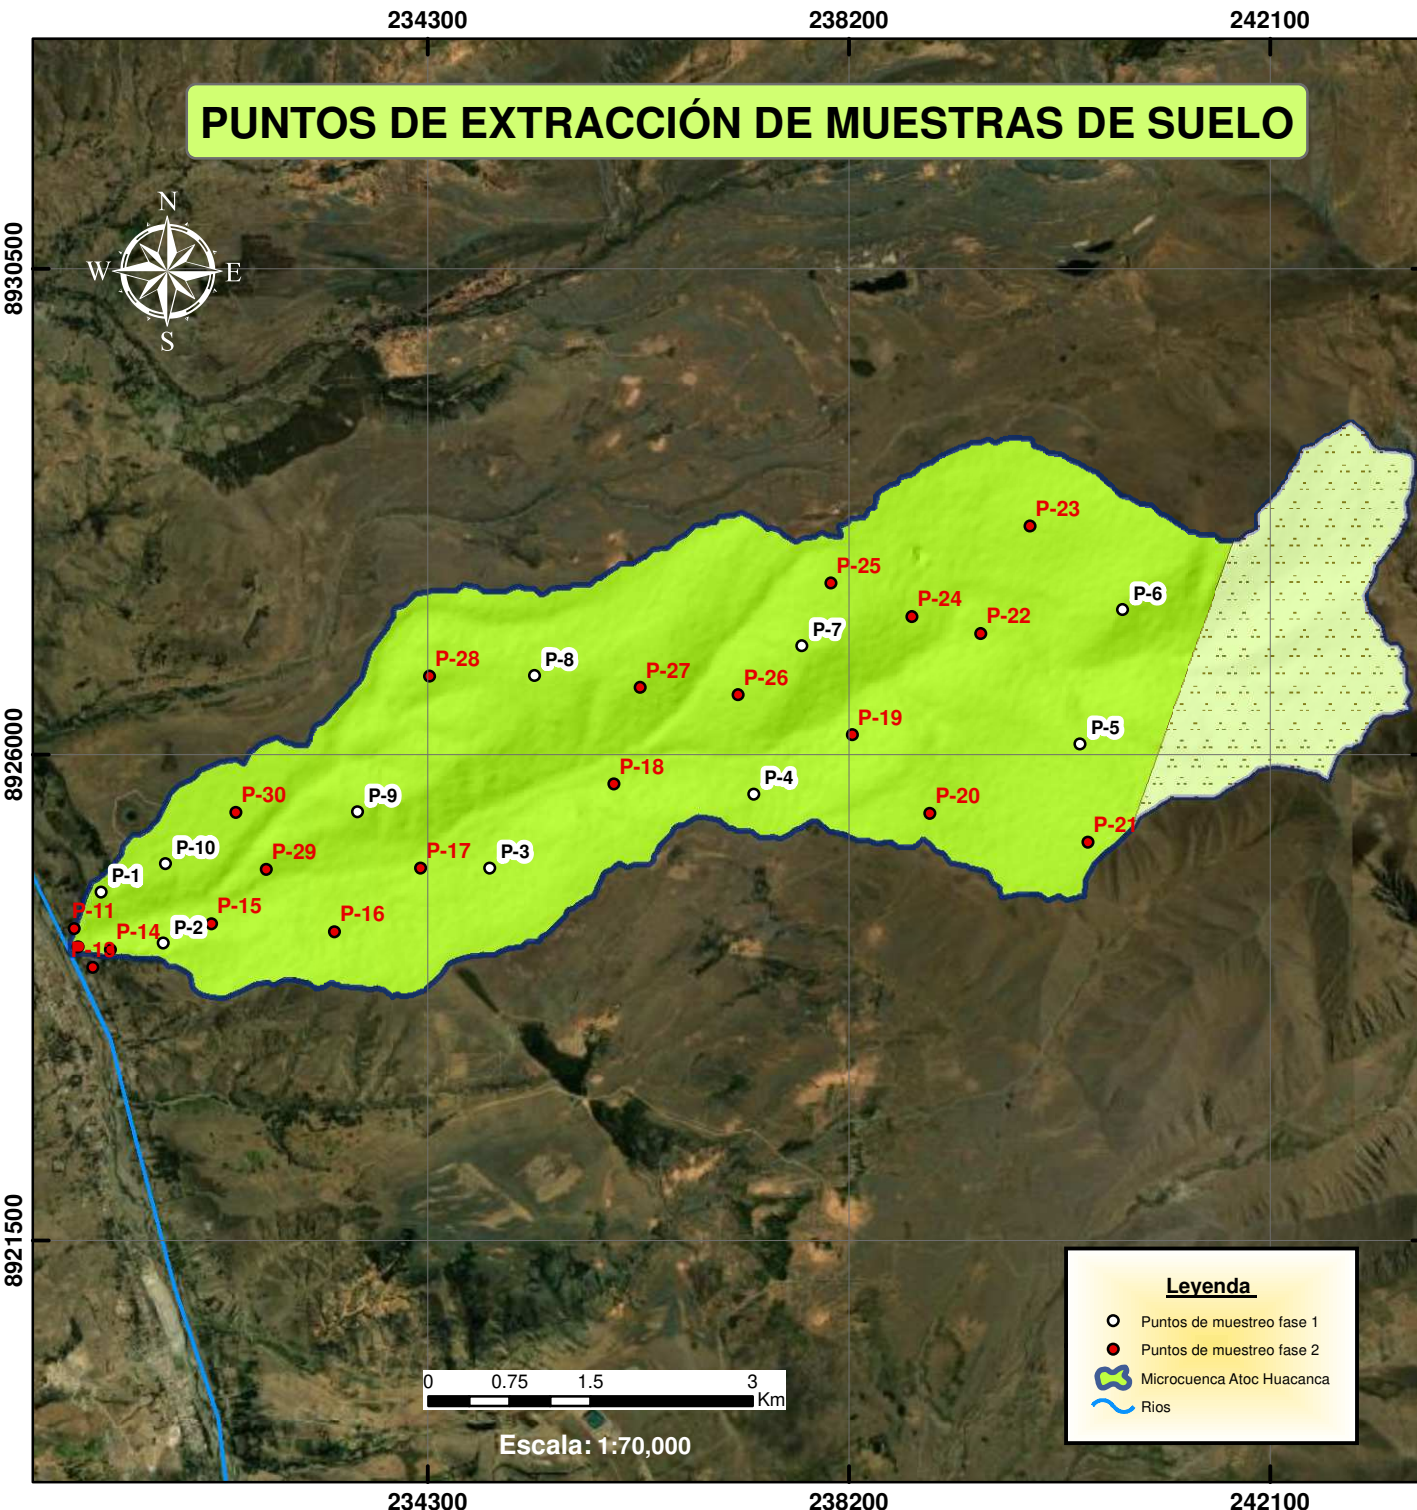 234300 238200 242100
PUNTOS DE EXTRACCIÓN DE MUESTRAS DE SUELO
N
W E
S
8930500
P-23
P-25
P-6
P-24
P-22
P-7
P-28
P-8
P-27
P-26
P-19
P-5
8926000
P-18
P-4
P-30
P-9
P-20
P-21
P-10
P-29
P-17
P-3
P-1
P-11
P-15
P-2
P-14
P-16
P-13
8921500
Leyenda
Puntos de muestreo fase 1
Puntos de muestreo fase 2
Microcuenca Atoc Huacanca
Rios
0 0.75 1.5 3
Km
Escala: 1:70,000
234300 238200 242100